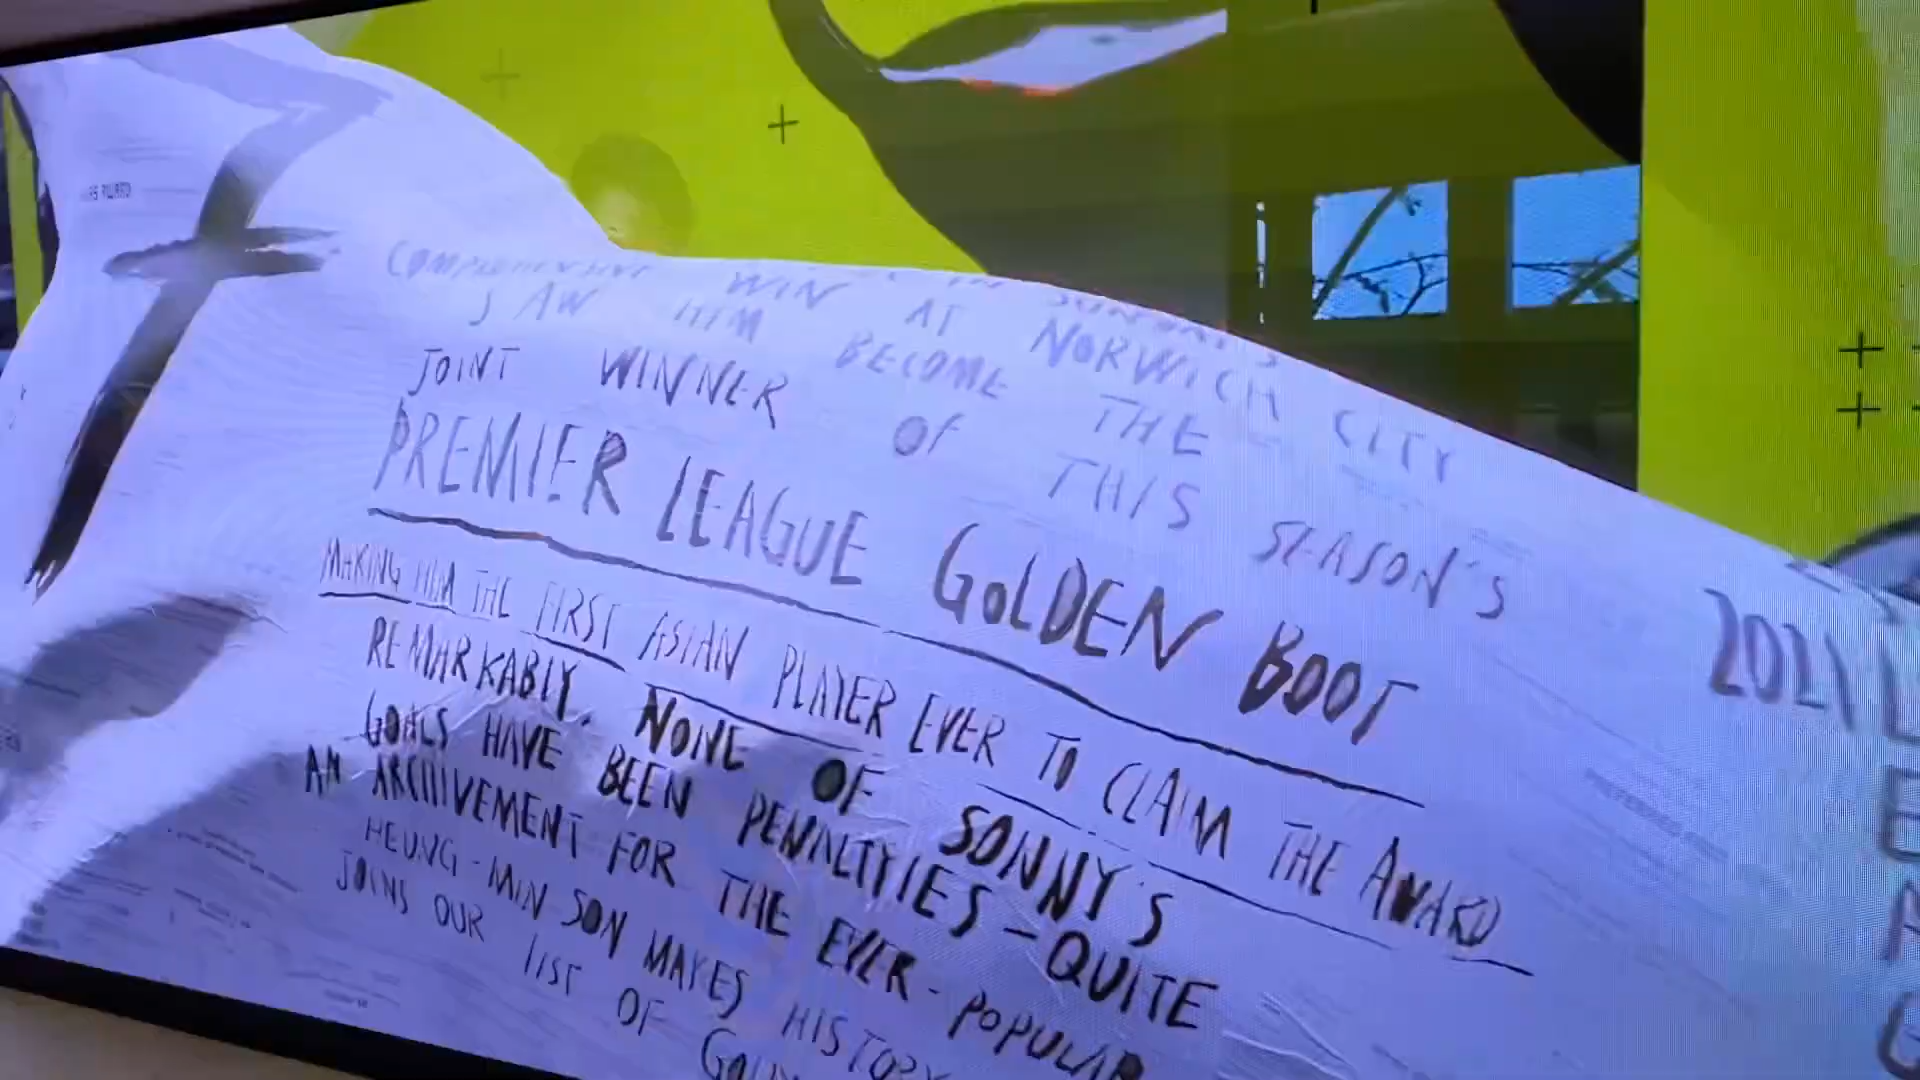 WIN
SAW HIM AT NORWICH CITY
JOINT WINNER BECOME THE
OF THIS SEASON'S
PREMIER LEAGUE GOLDEN BOOT
MAKING HIM THE FIRST ASIAN PLAYER EVER TO CLAIM THE AWARD
REMARKABLY. NONE OF SONNY'S
GOALS HAVE BEEN PENALTYIES - QUITE
AN ARCHIVEMENT FOR THE EVER - POPULAR
HEUNG - MIN SON MAKES HISTORY
JOINS OUR LIST OF
2021